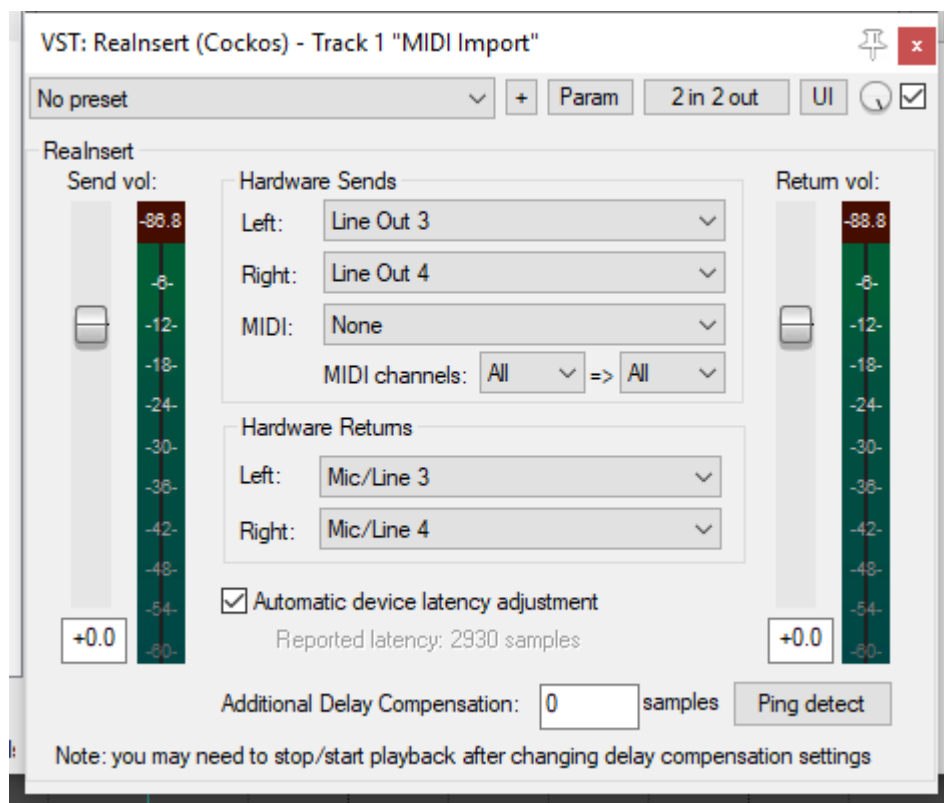 VST: ReaInsert (Cockos) - Track 1 "MIDI Import"
x
No preset
+
Param
2 in 2 out
UI
ReaInsert
Send vol:
Hardware Sends
Return vol:
-86.8
Left:
Line Out 3
-88.8
-6-
Right:
Line Out 4
-6-
-12-
MIDI:
None
-12-
-18-
MIDI channels: All => All
-18-
-24-
-24-
-30-
Hardware Returns
-30-
-36-
Left:
Mic/Line 3
-36-
-42-
Right:
Mic/Line 4
-42-
-48-
-48-
-54-
Automatic device latency adjustment
-54-
+0.0
-60-
Reported latency: 2930 samples
+0.0
-60-
Additional Delay Compensation: 0 samples
Ping detect
Note: you may need to stop/start playback after changing delay compensation settings